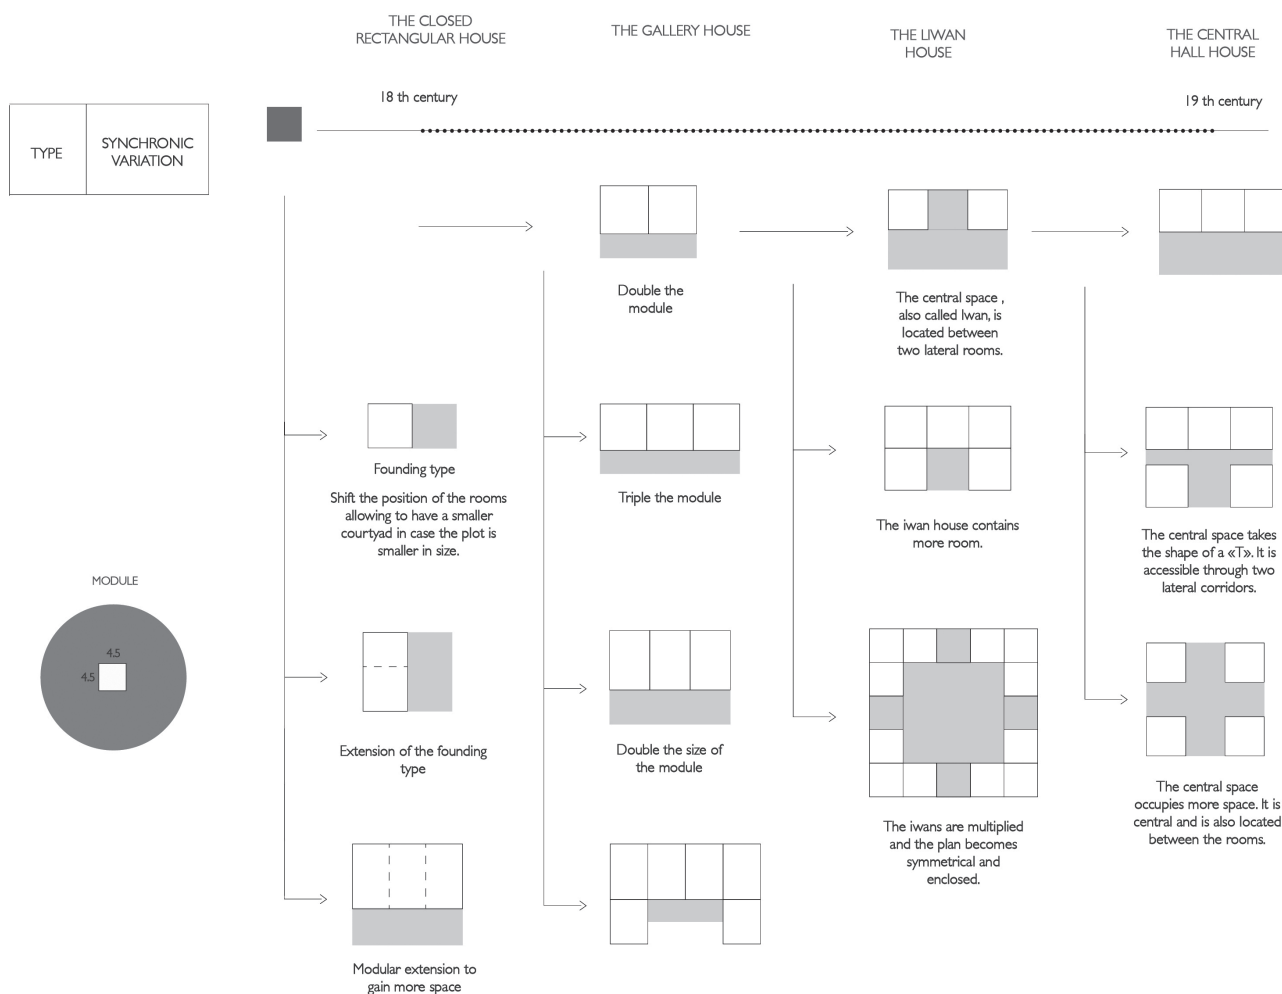 THE CLOSED
RECTANGULAR HOUSE
THE GALLERY HOUSE
THE LIWAN
HOUSE
THE CENTRAL
HALL HOUSE
18 th century
19 th century
TYPE
SYNCHRONIC
VARIATION
Double the
module
The central space ,
also called Iwan, is
located between
two lateral rooms.
Founding type
Shift the position of the rooms
allowing to have a smaller
courtyad in case the plot is
smaller in size.
Triple the module
The iwan house contains
more room.
The central space takes
the shape of a «T». It is
accessible through two
lateral corridors.
MODULE
4.5
4.5
Extension of the founding
type
Double the size of
the module
The iwans are multiplied
and the plan becomes
symmetrical and
enclosed.
The central space
occupies more space. It is
central and is also located
between the rooms.
Modular extension to
gain more space